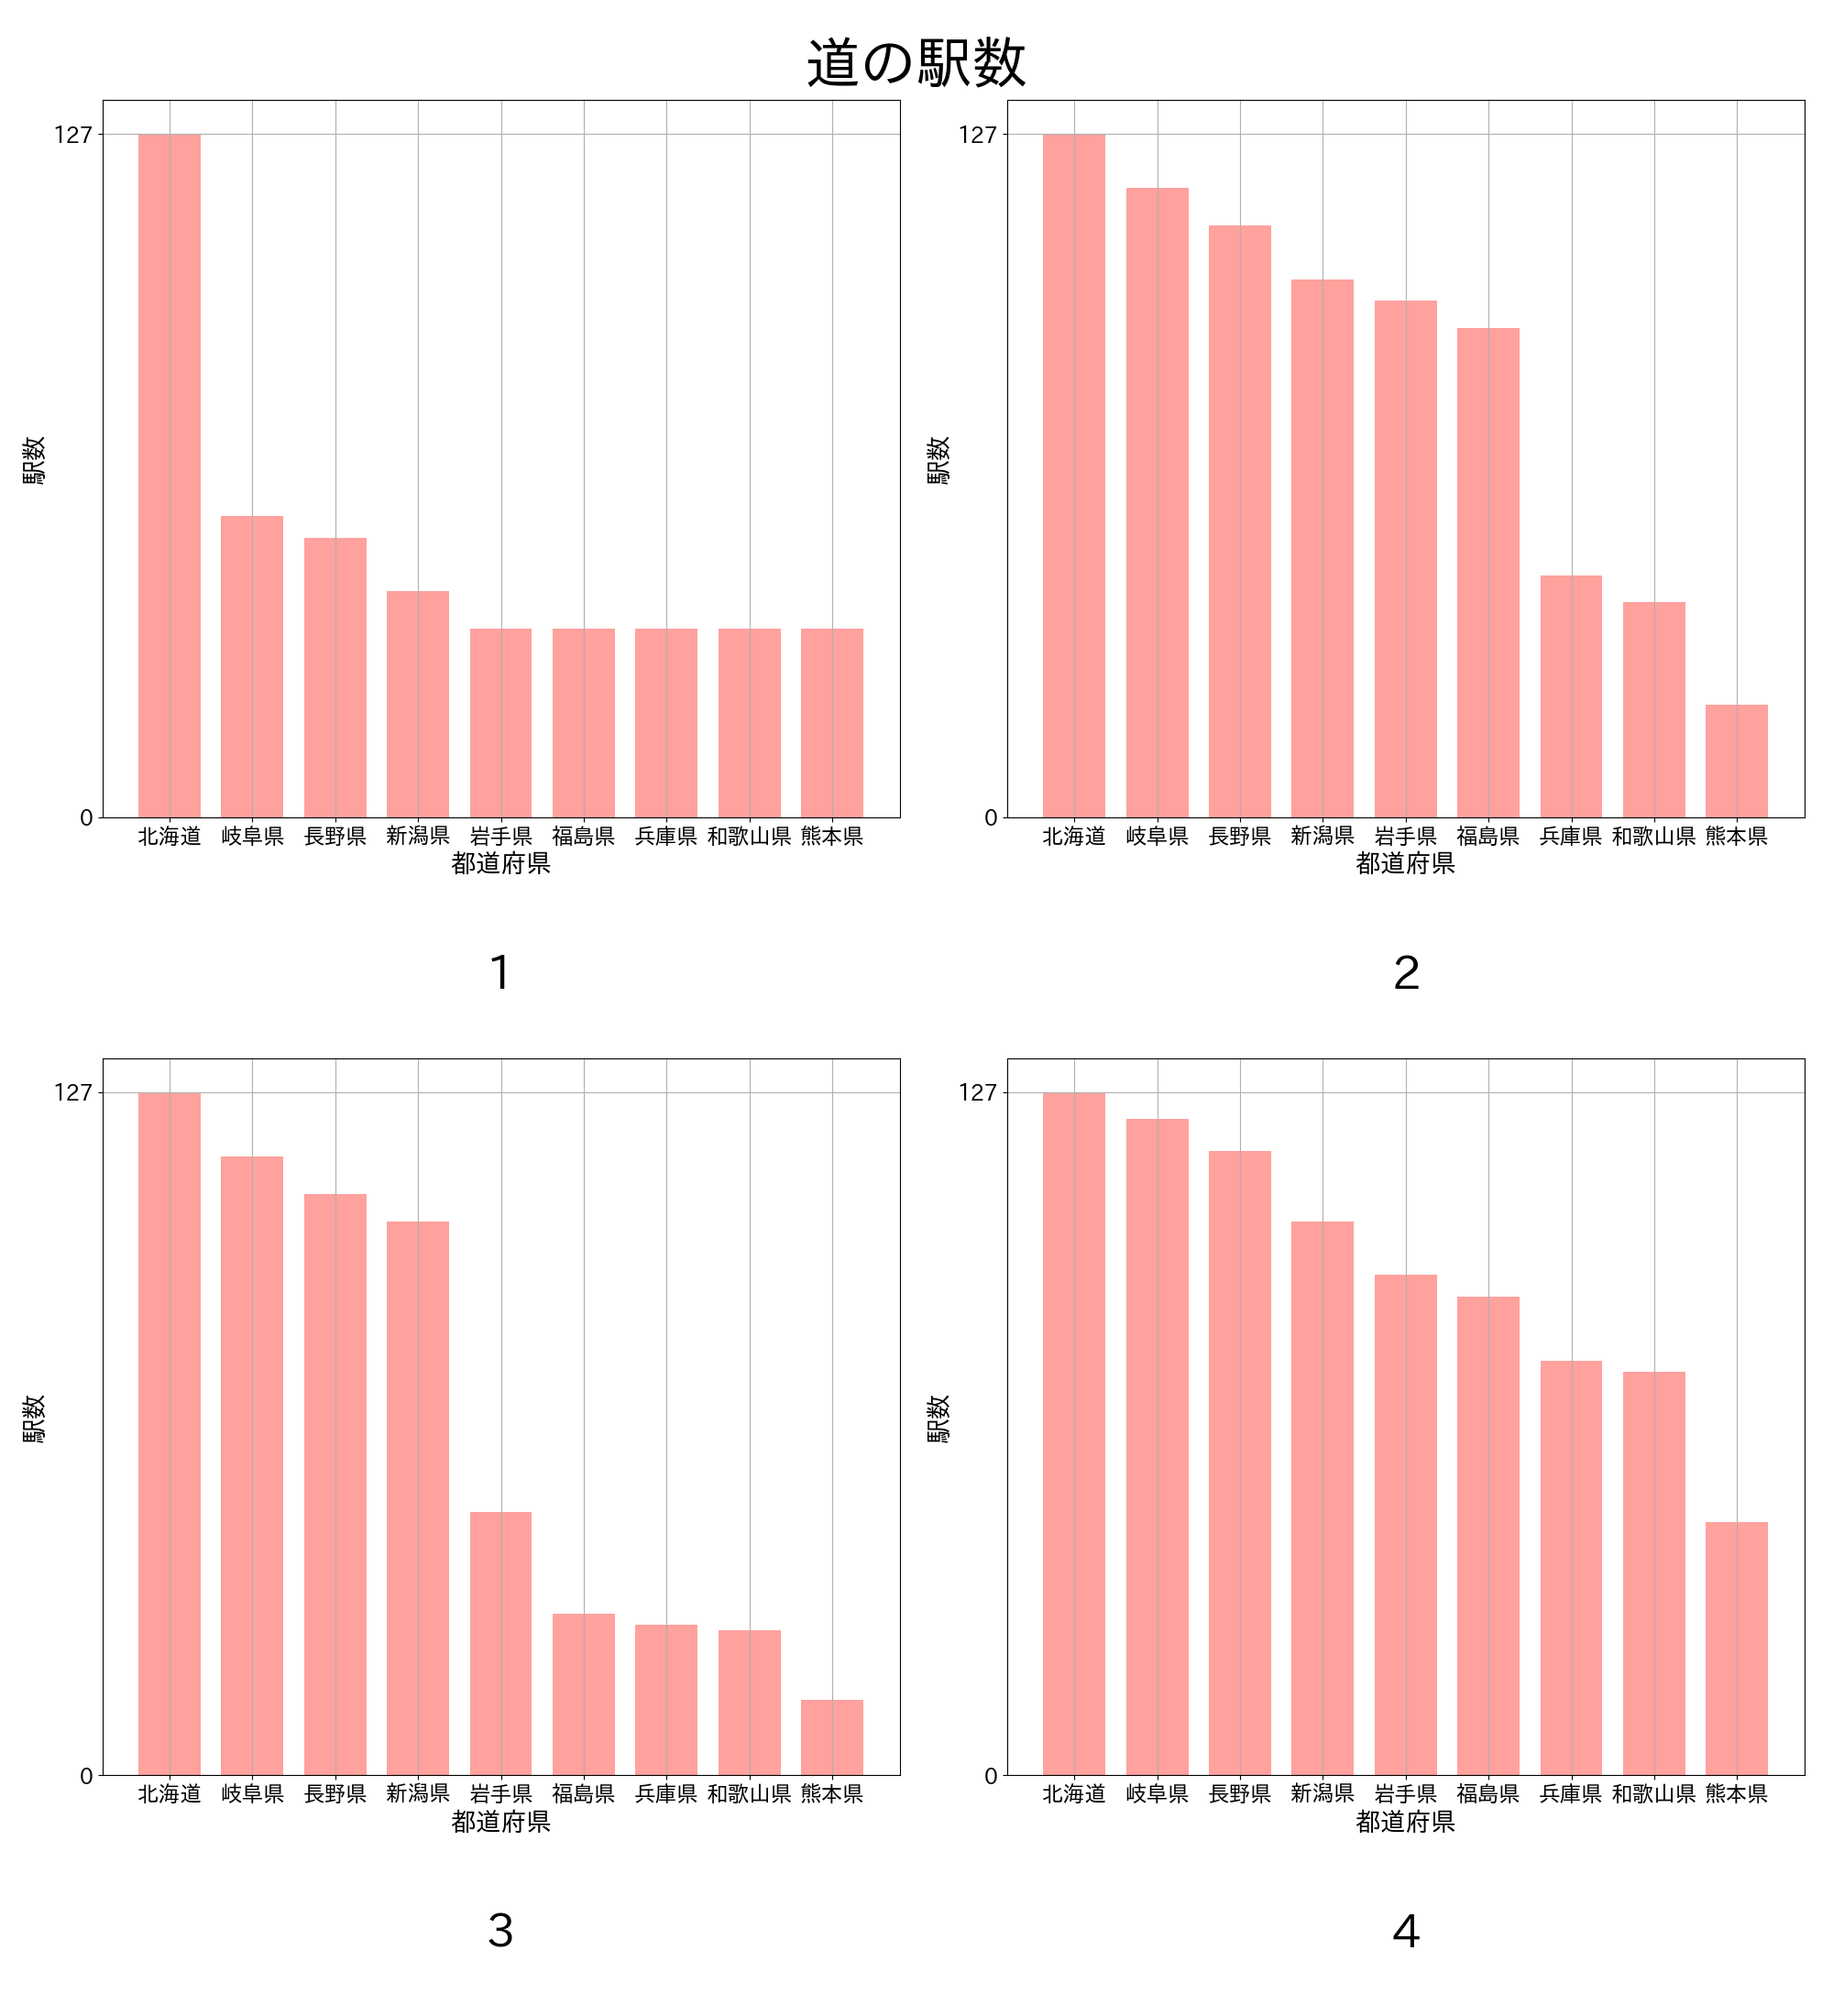 道の駅数
127
0
駅数
北海道 岐阜県 長野県 新潟県 岩手県 福島県 兵庫県 和歌山県 熊本県
都道府県
1
127
0
駅数
北海道 岐阜県 長野県 新潟県 岩手県 福島県 兵庫県 和歌山県 熊本県
都道府県
2
127
0
駅数
北海道 岐阜県 長野県 新潟県 岩手県 福島県 兵庫県 和歌山県 熊本県
都道府県
3
127
0
駅数
北海道 岐阜県 長野県 新潟県 岩手県 福島県 兵庫県 和歌山県 熊本県
都道府県
4